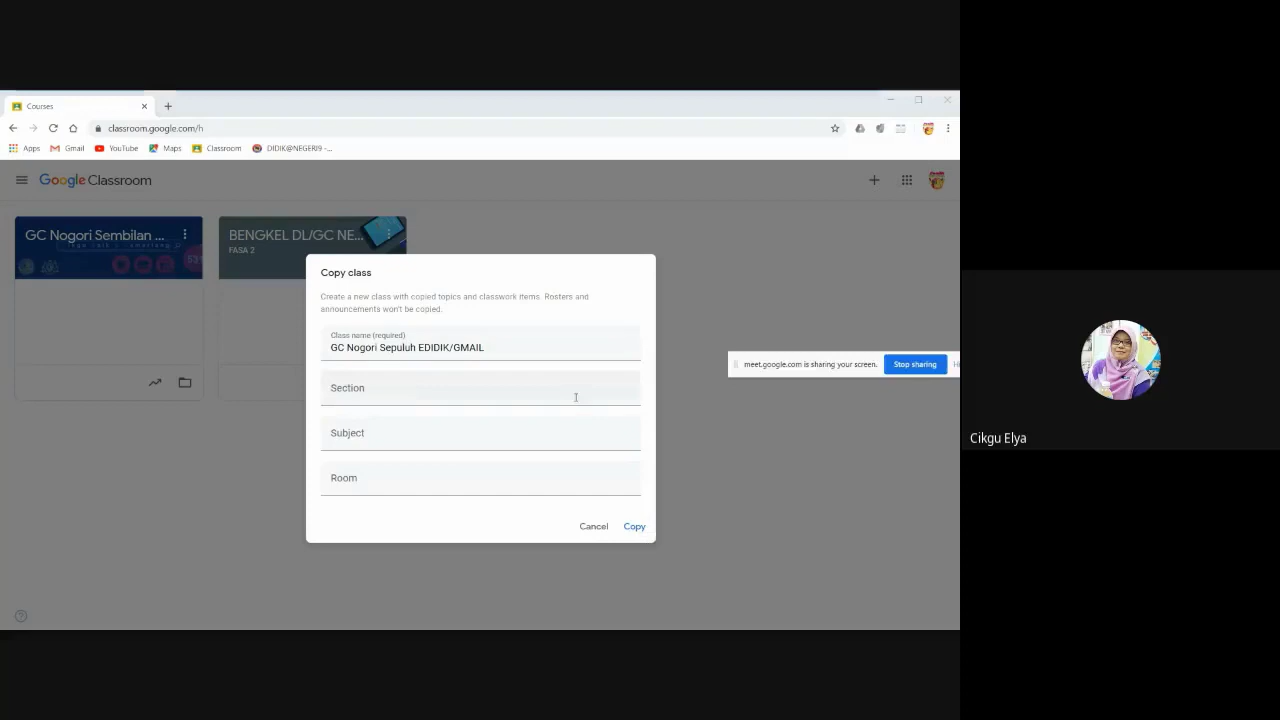 Courses
classroom.google.com/h
Apps
Gmail
YouTube
Maps
Classroom
DIDIK@NEGERI9 -...
Google Classroom
GC Nogori Sembilan ...
BENGKEL DL/GC NE...
FASA 2
Copy class
Create a new class with copied topics and classwork items. Rosters and
announcements won't be copied.
Class name (required)
GC Nogori Sepuluh EDIDIK/GMAIL
Section
Subject
Room
Cancel
Copy
meet.google.com is sharing your screen.
Stop sharing
Cikgu Elya